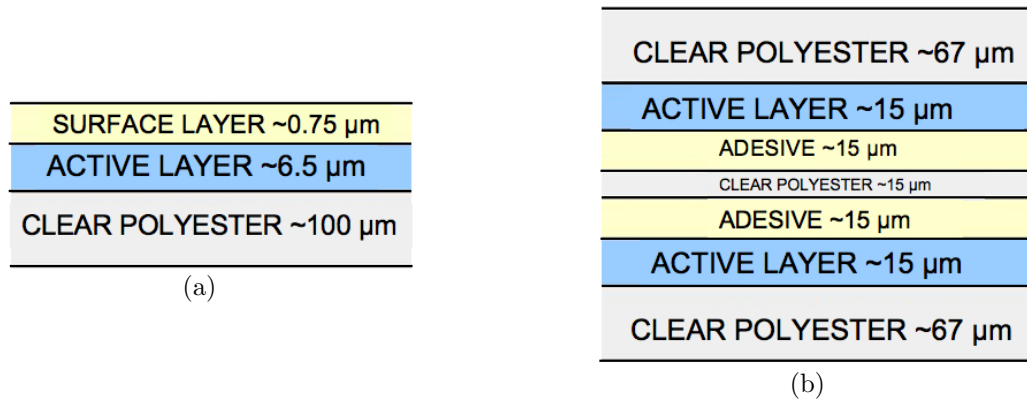 SURFACE LAYER ~0.75 µm
ACTIVE LAYER ~6.5 µm
CLEAR POLYESTER ~100 µm
(a)
CLEAR POLYESTER ~67 µm
ACTIVE LAYER ~15 µm
ADESIVE ~15 µm
CLEAR POLYESTER ~15 µm
ADESIVE ~15 µm
ACTIVE LAYER ~15 µm
CLEAR POLYESTER ~67 µm
(b)